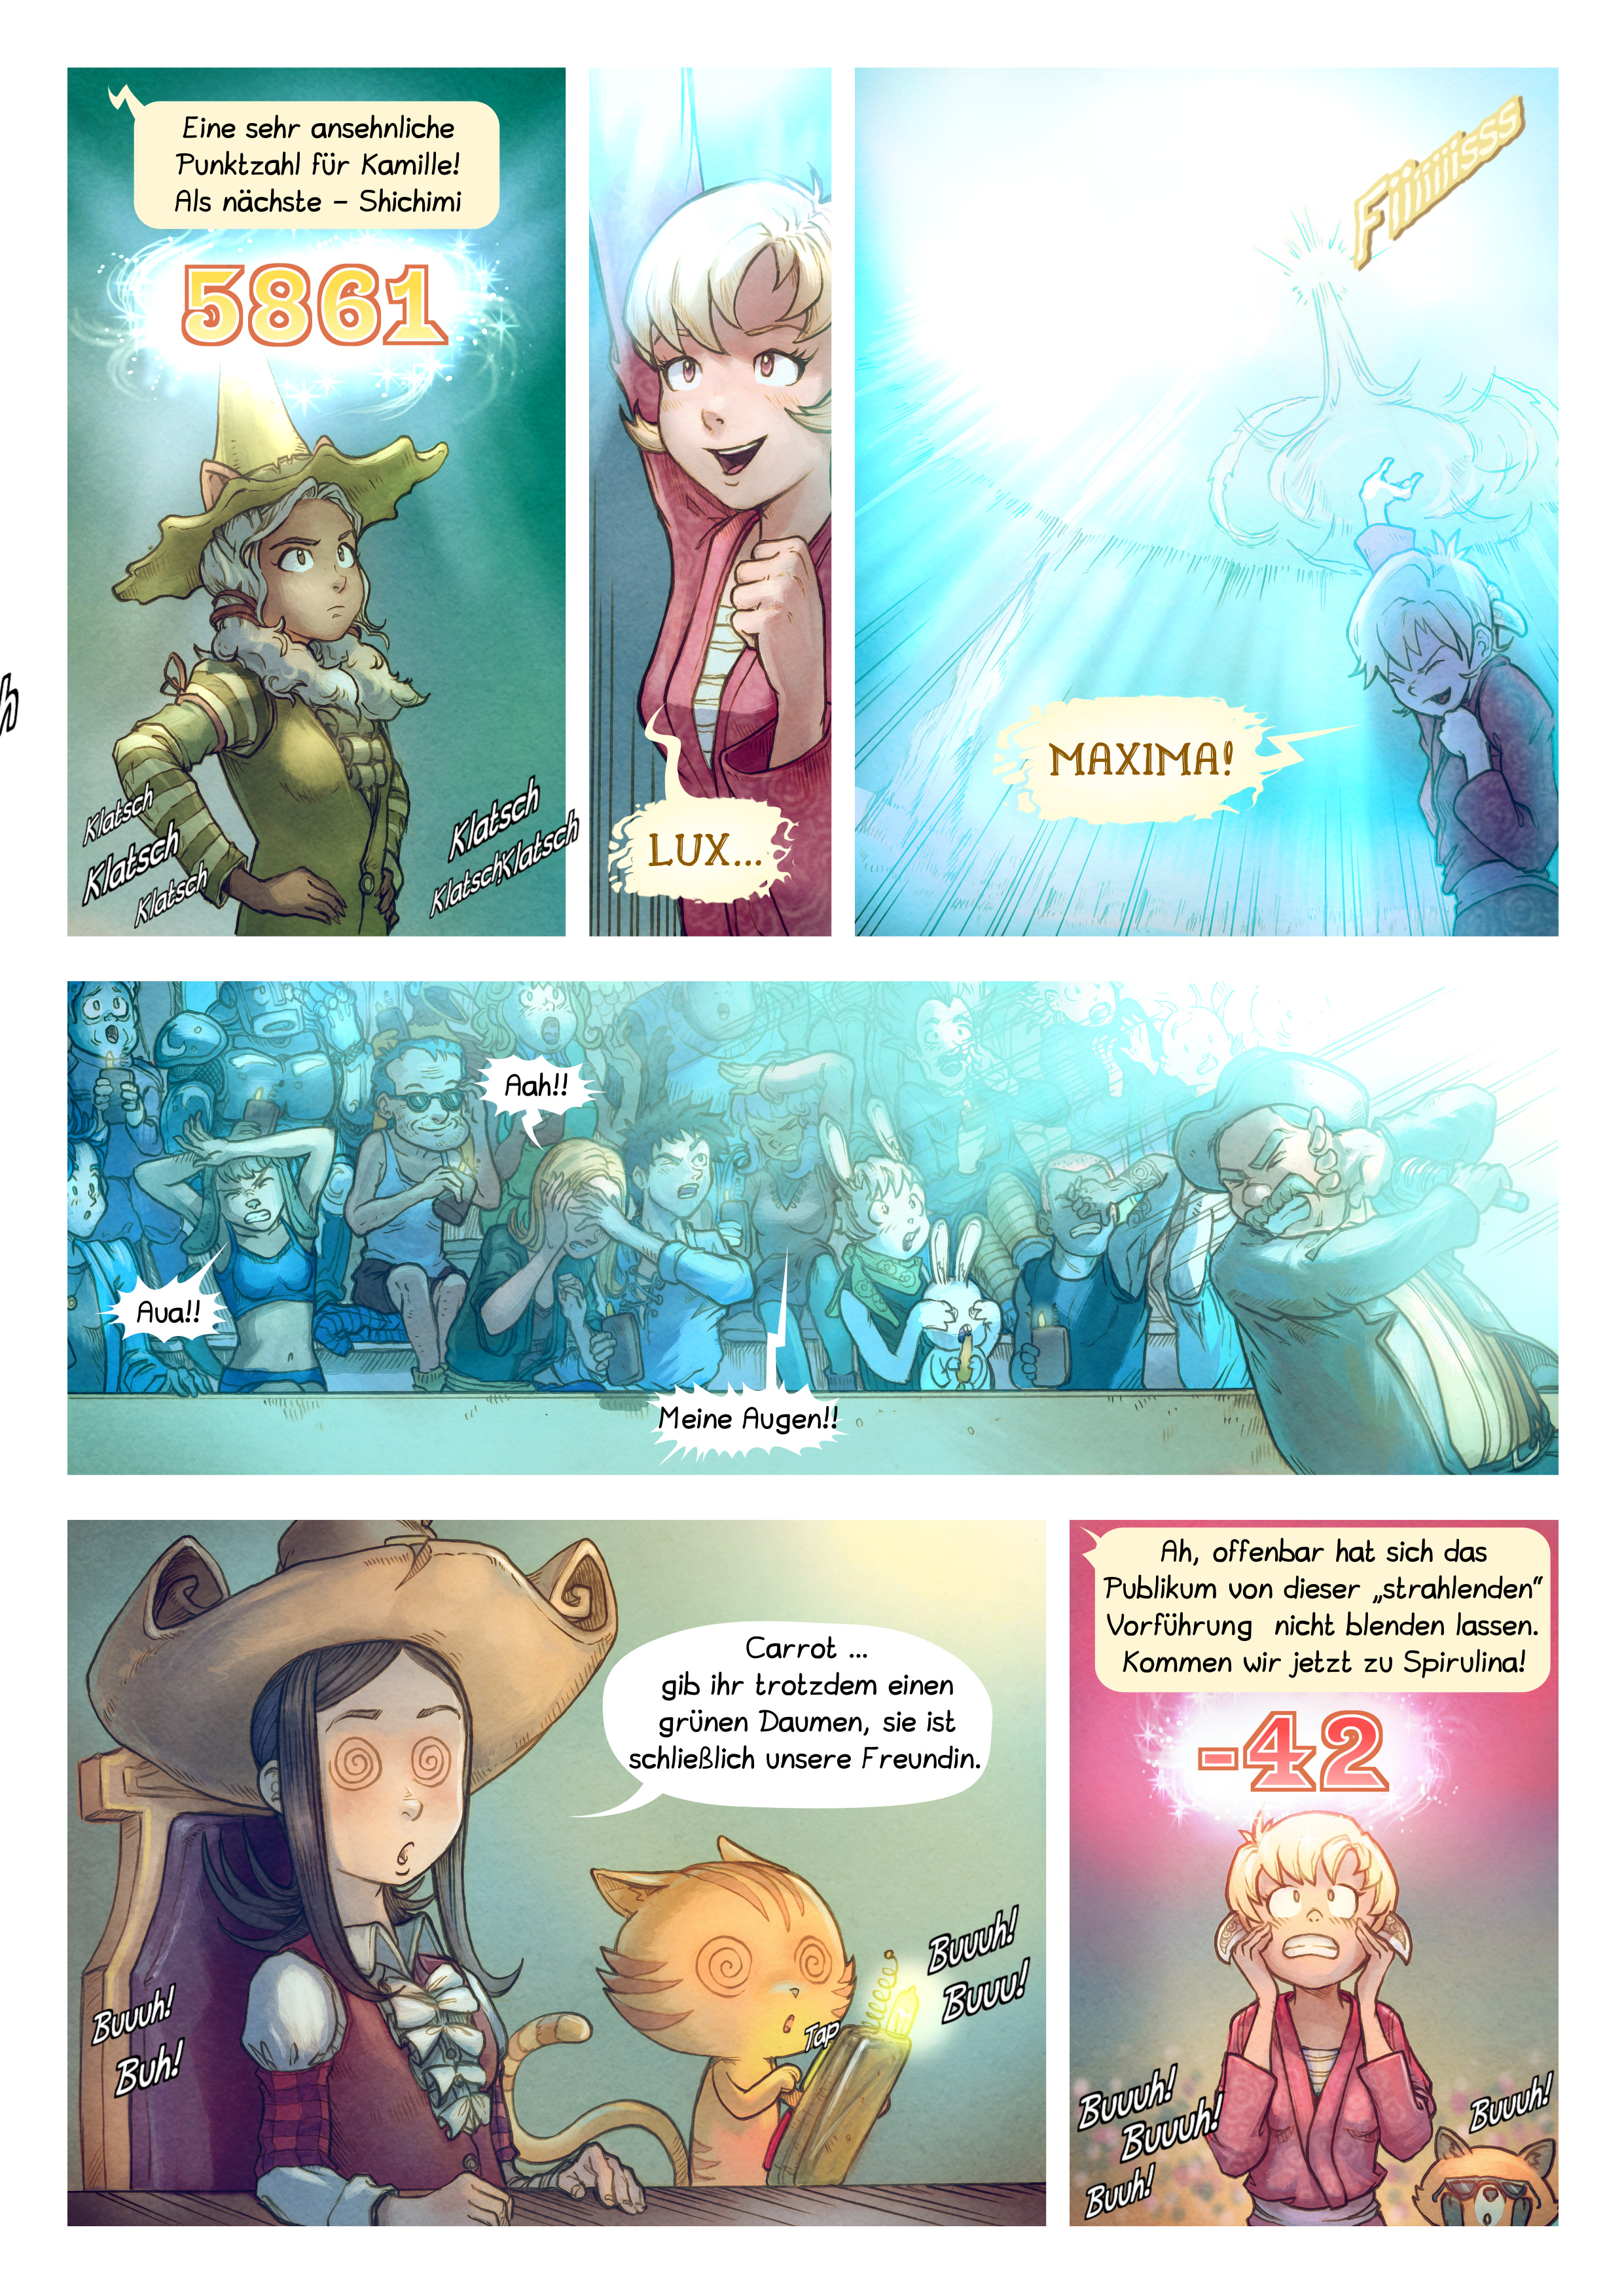 Eine sehr ansehnliche
Punktzahl für Kamille!
Als nächste – Shichimi
5861
Klatsch
Klatsch
Klatsch
Klatsch
Klatsch
Klatsch
LUX...
Fiiiiiiisss
MAXIMA!
Aah!!
Aua!!
Meine Augen!!
Carrot ...
gib ihr trotzdem einen
grünen Daumen, sie ist
schließlich unsere Freundin.
Buuuh!
Buh!
Tap
Buuuh!
Buuu!
Ah, offenbar hat sich das
Publikum von dieser „strahlenden“
Vorführung nicht blenden lassen.
Kommen wir jetzt zu Spirulina!
-42
Buuuh!
Buuuh!
Buuh!
Buuuh!